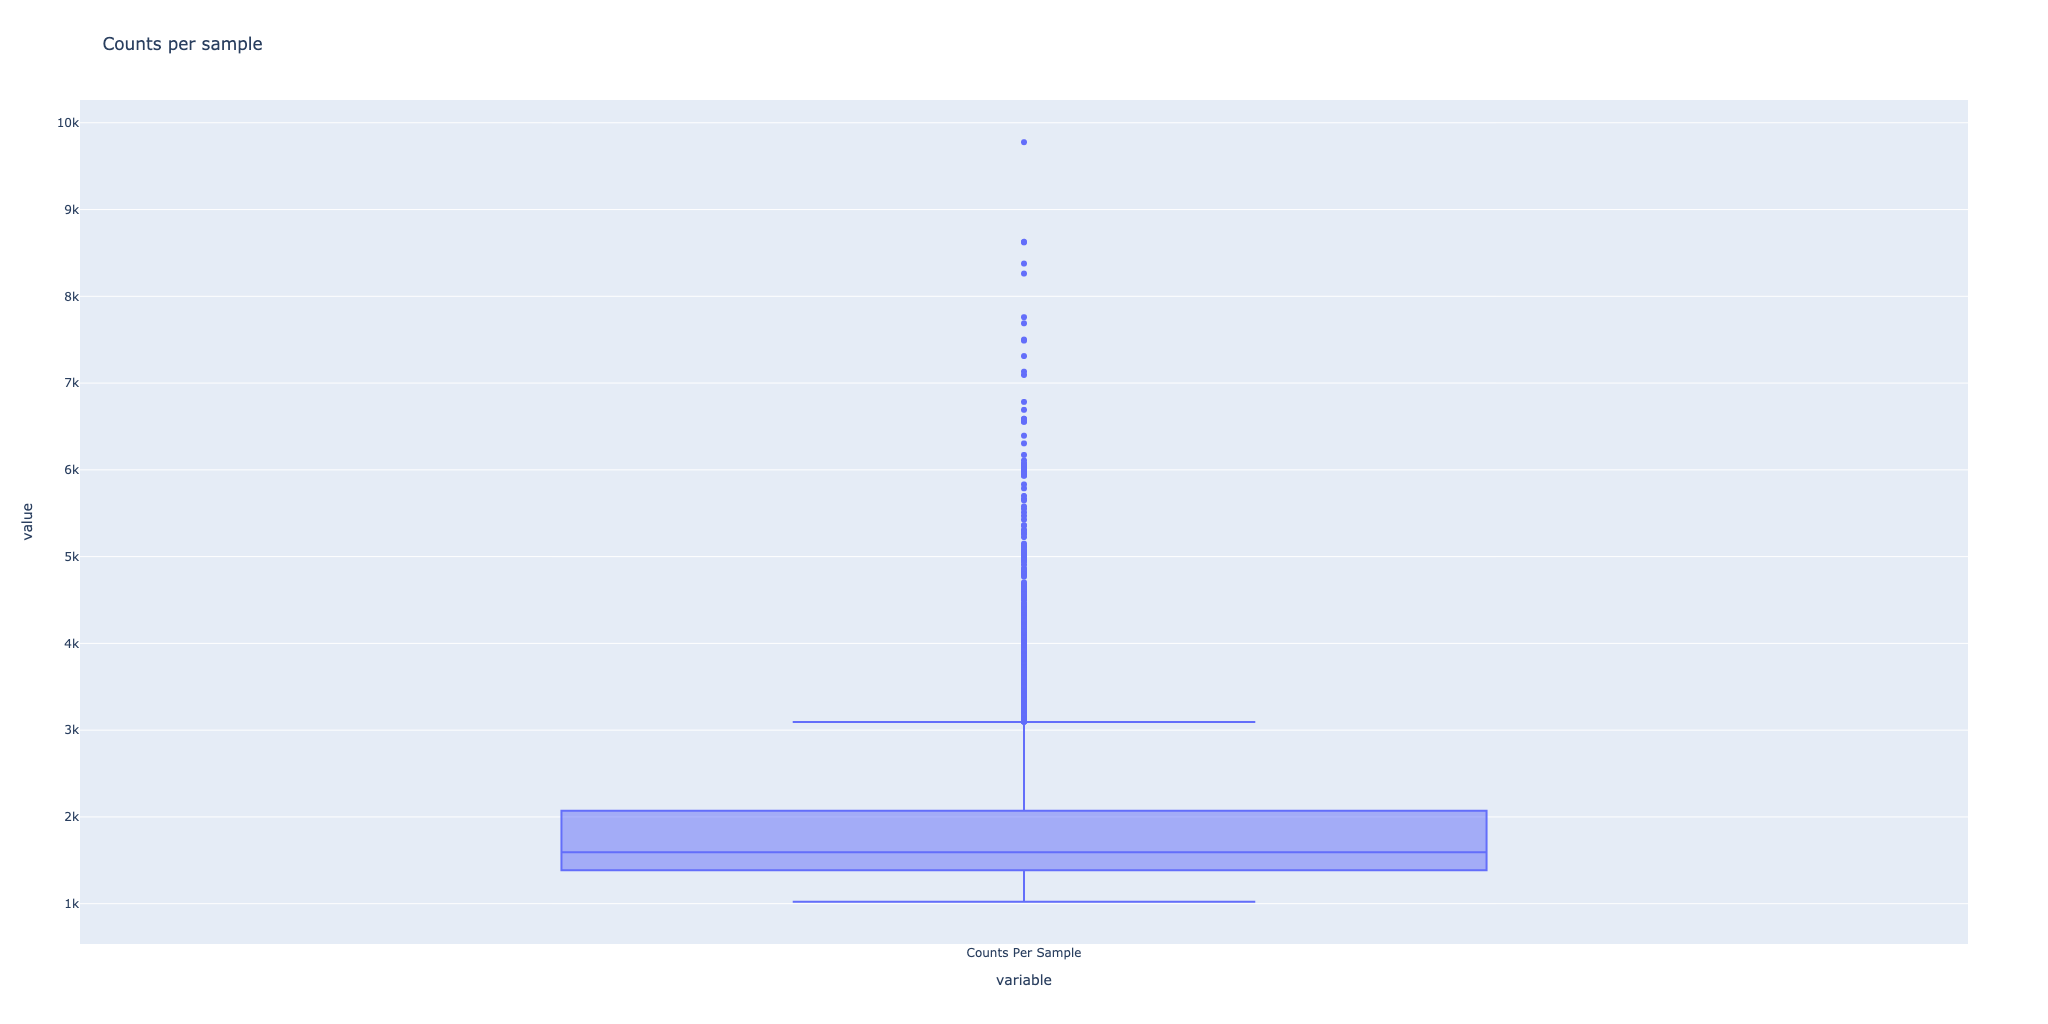 Counts per sample
10k
9k
8k
7k
6k
5k
4k
3k
2k
1k
value
Counts Per Sample
variable